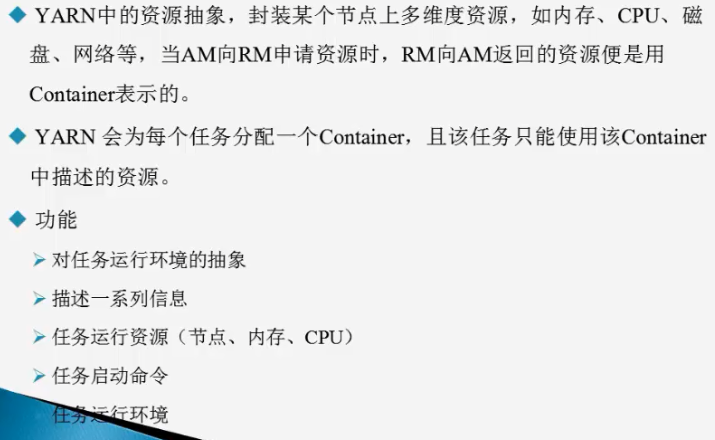 YARN中的资源抽象，封装某个节点上多维度资源，如内存、CPU、磁
盘、网络等，当AM向RM申请资源时，RM向AM返回的资源便是用
Container表示的。
YARN 会为每个任务分配一个Container，且该任务只能使用该Container
中描述的资源。
功能
对任务运行环境的抽象
描述一系列信息
任务运行资源（节点、内存、CPU）
任务启动命令
任务运行环境